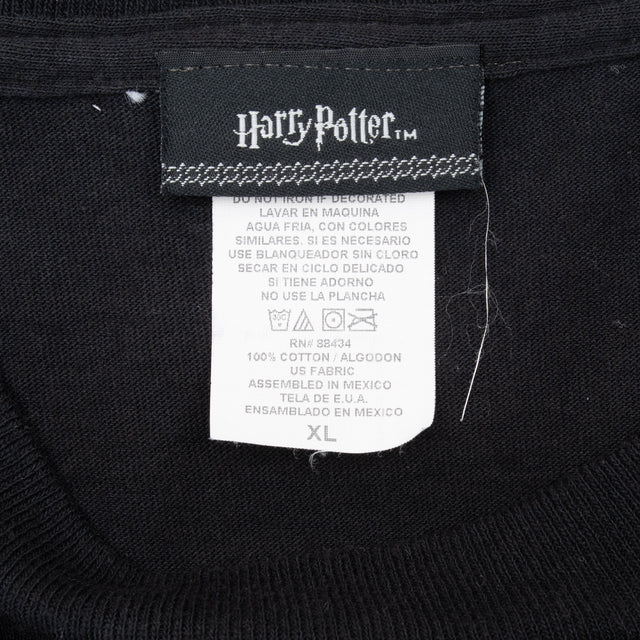 Harry Potter™
DO NOT IRON IF DECORATED
LAVAR EN MAQUINA
AGUA FRIA, CON COLORES
SIMILARES. SI ES NECESARIO
USE BLANQUEADOR SIN CLORO
SECAR EN CICLO DELICADO
SI TIENE ADORNO
NO USE LA PLANCHA
RN# 88434
100% COTTON / ALGODON
US FABRIC
ASSEMBLED IN MEXICO
TELA DE E.U.A.
ENSAMBLADO EN MEXICO
XL